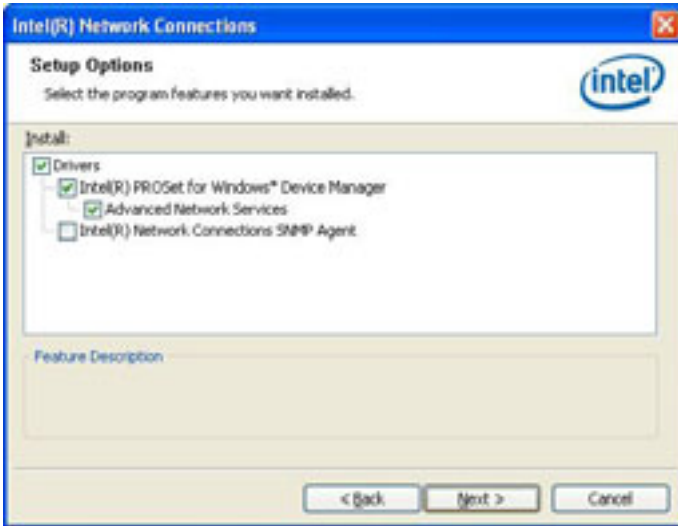 Intel(R) Network Connections
Setup Options
Select the program features you want installed.
intel
Install:
Drivers
Intel(R) PROSet for Windows* Device Manager
Advanced Network Services
Intel(R) Network Connections SNMP Agent
Feature Description
< Back
Next >
Cancel